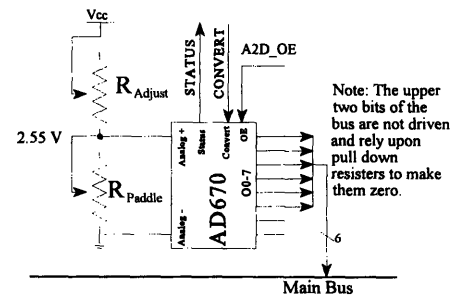 Vcc
STATUS
CONVERT
A2D_OE
R Adjust
2.55 V
Analog +
Status
Convert
OE
Note: The upper
two bits of the
bus are not driven
and rely upon
pull down
resisters to make
them zero.
R Paddle
Analog -
AD670
O0-7
6
Main Bus